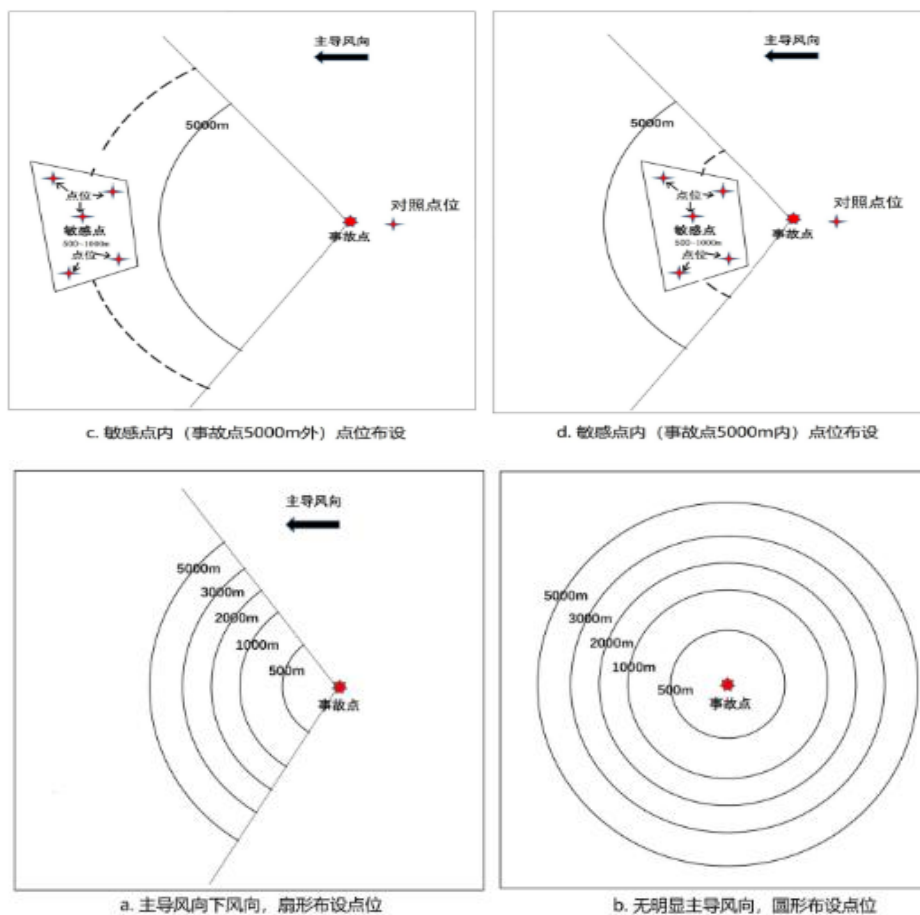 主导风向
5000m
点位
敏感点
500~1000m
点位
对照点位
事故点
主导风向
5000m
点位
敏感点
500~1000m
点位
对照点位
事故点
c. 敏感点内（事故点5000m外）点位布设
d. 敏感点内（事故点5000m内）点位布设
主导风向
5000m
3000m
2000m
1000m
500m
事故点
5000m
3000m
2000m
1000m
500m
事故点
a. 主导风向下风向，扇形布设点位
b. 无明显主导风向，圆形布设点位